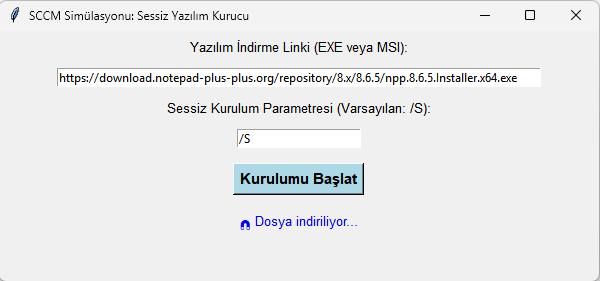 SCCM Simülasyonu: Sessiz Yazılım Kurucu
Yazılım İndirme Linki (EXE veya MSI):
https://download.notepad-plus-plus.org/repository/8.x/8.6.5/npp.8.6.5.Installer.x64.exe
Sessiz Kurulum Parametresi (Varsayılan: /S):
/S
Kurulumu Başlat
Dosya indiriliyor...